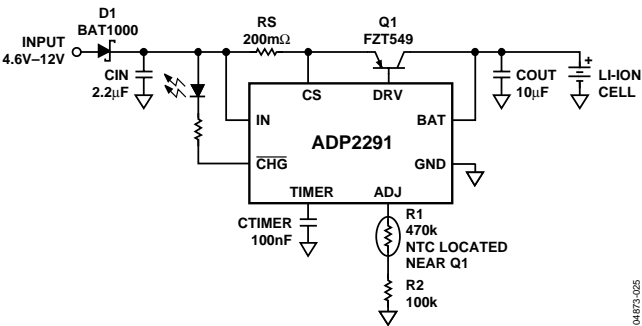 D1
BAT1000
INPUT
4.6V–12V
RS
200mΩ
Q1
FZT549
CIN
2.2μF
COUT
10μF
LI-ION
CELL
+
CS
DRV
IN
BAT
ADP2291
CHG
GND
TIMER
ADJ
CTIMER
100nF
R1
470k
NTC LOCATED
NEAR Q1
R2
100k
04873-025